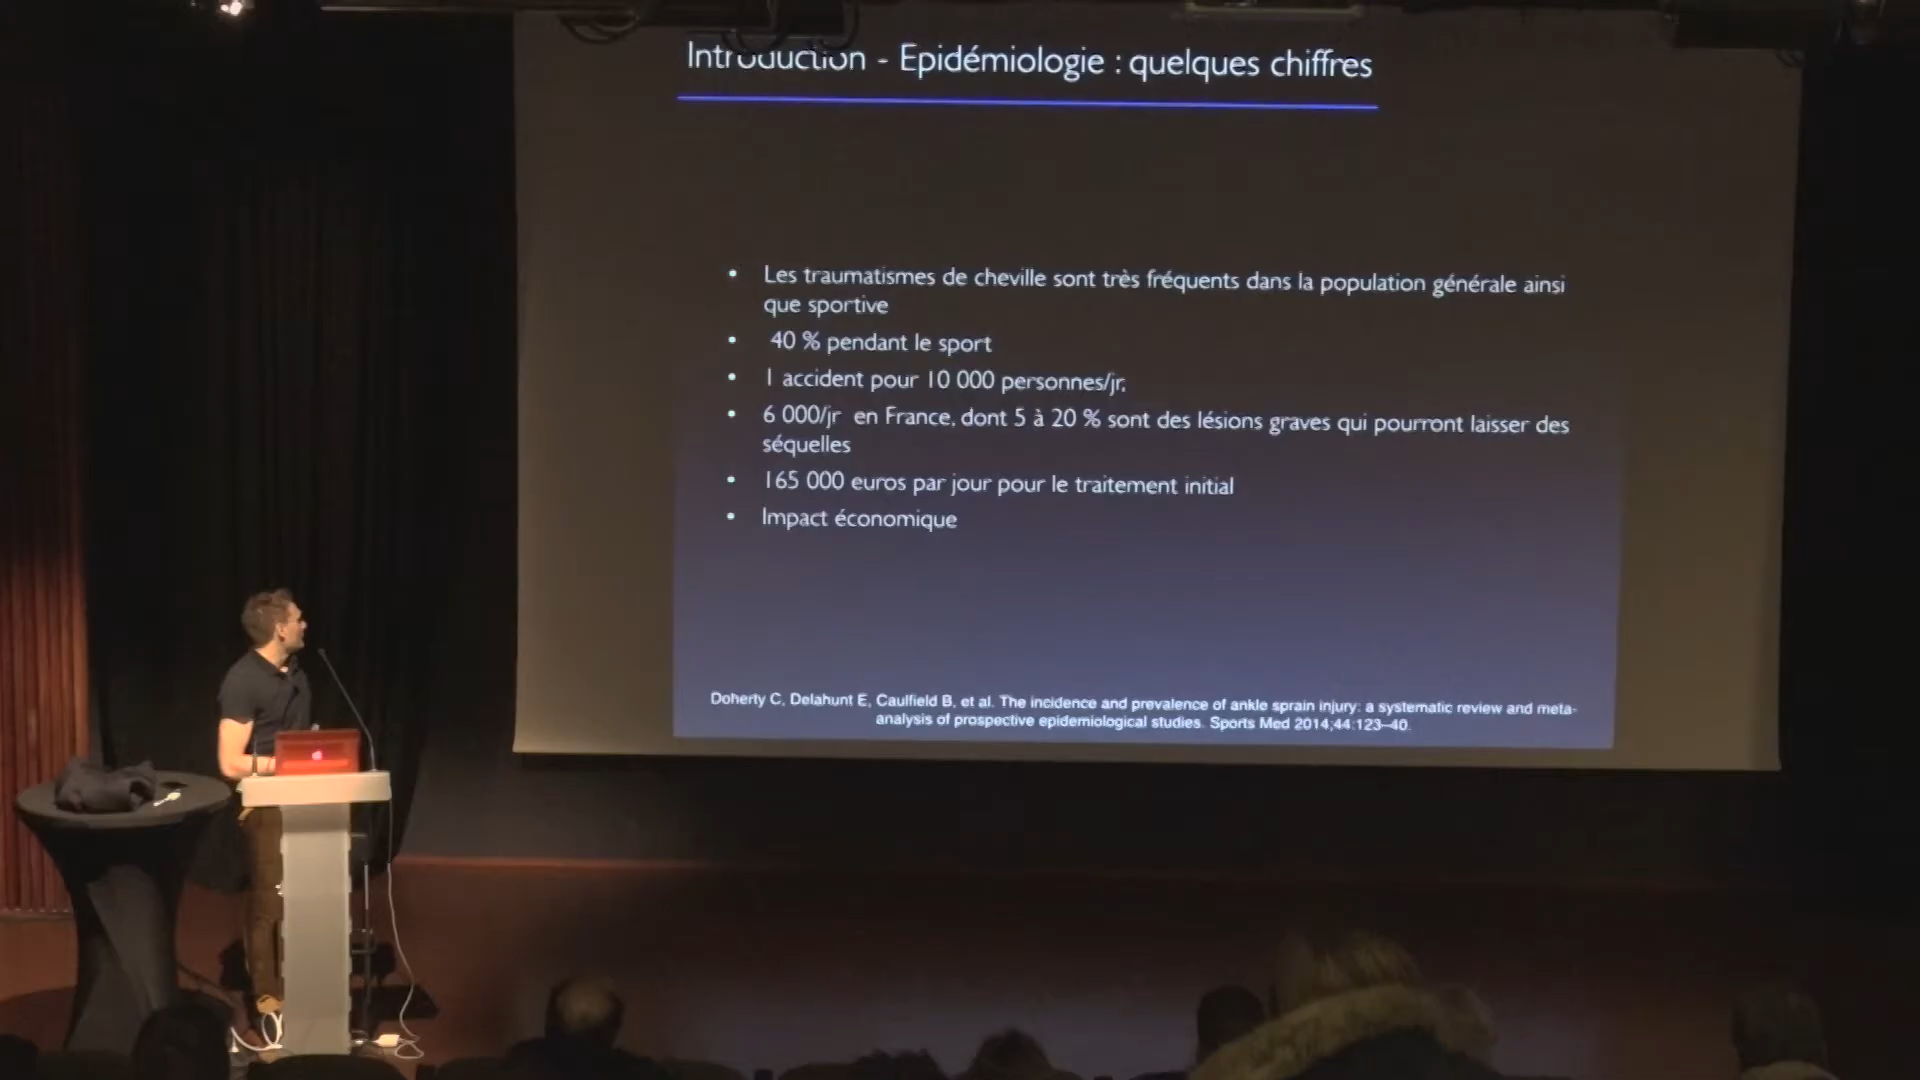 Introduction - Epidémiologie : quelques chiffres
• Les traumatismes de cheville sont très fréquents dans la population générale ainsi
que sportive
• 40 % pendant le sport
• 1 accident pour 10 000 personnes/jr.
• 6 000/jr en France, dont 5 à 20 % sont des lésions graves qui pourront laisser des
séquelles
• 165 000 euros par jour pour le traitement initial
• Impact économique
Doherty C, Delahunt E, Caulfield B, et al. The incidence and prevalence of ankle sprain injury: a systematic review and meta-
analysis of prospective epidemiological studies. Sports Med 2014;44:123–40.